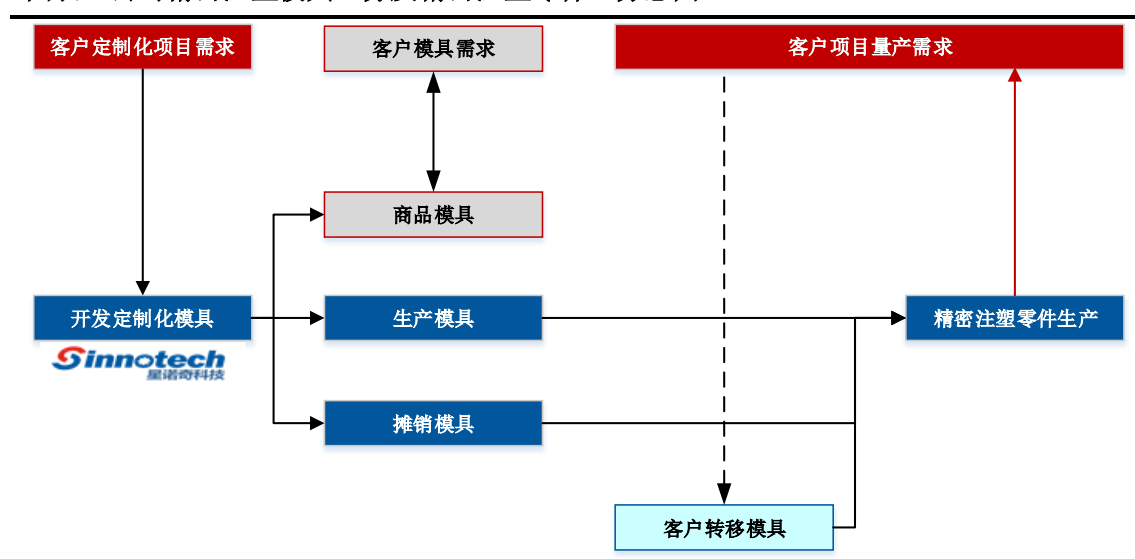 客户定制化项目需求
客户模具需求
客户项目量产需求
商品模具
开发定制化模具
生产模具
精密注塑零件生产
Sinnotech
星诺奇科技
摊销模具
客户转移模具